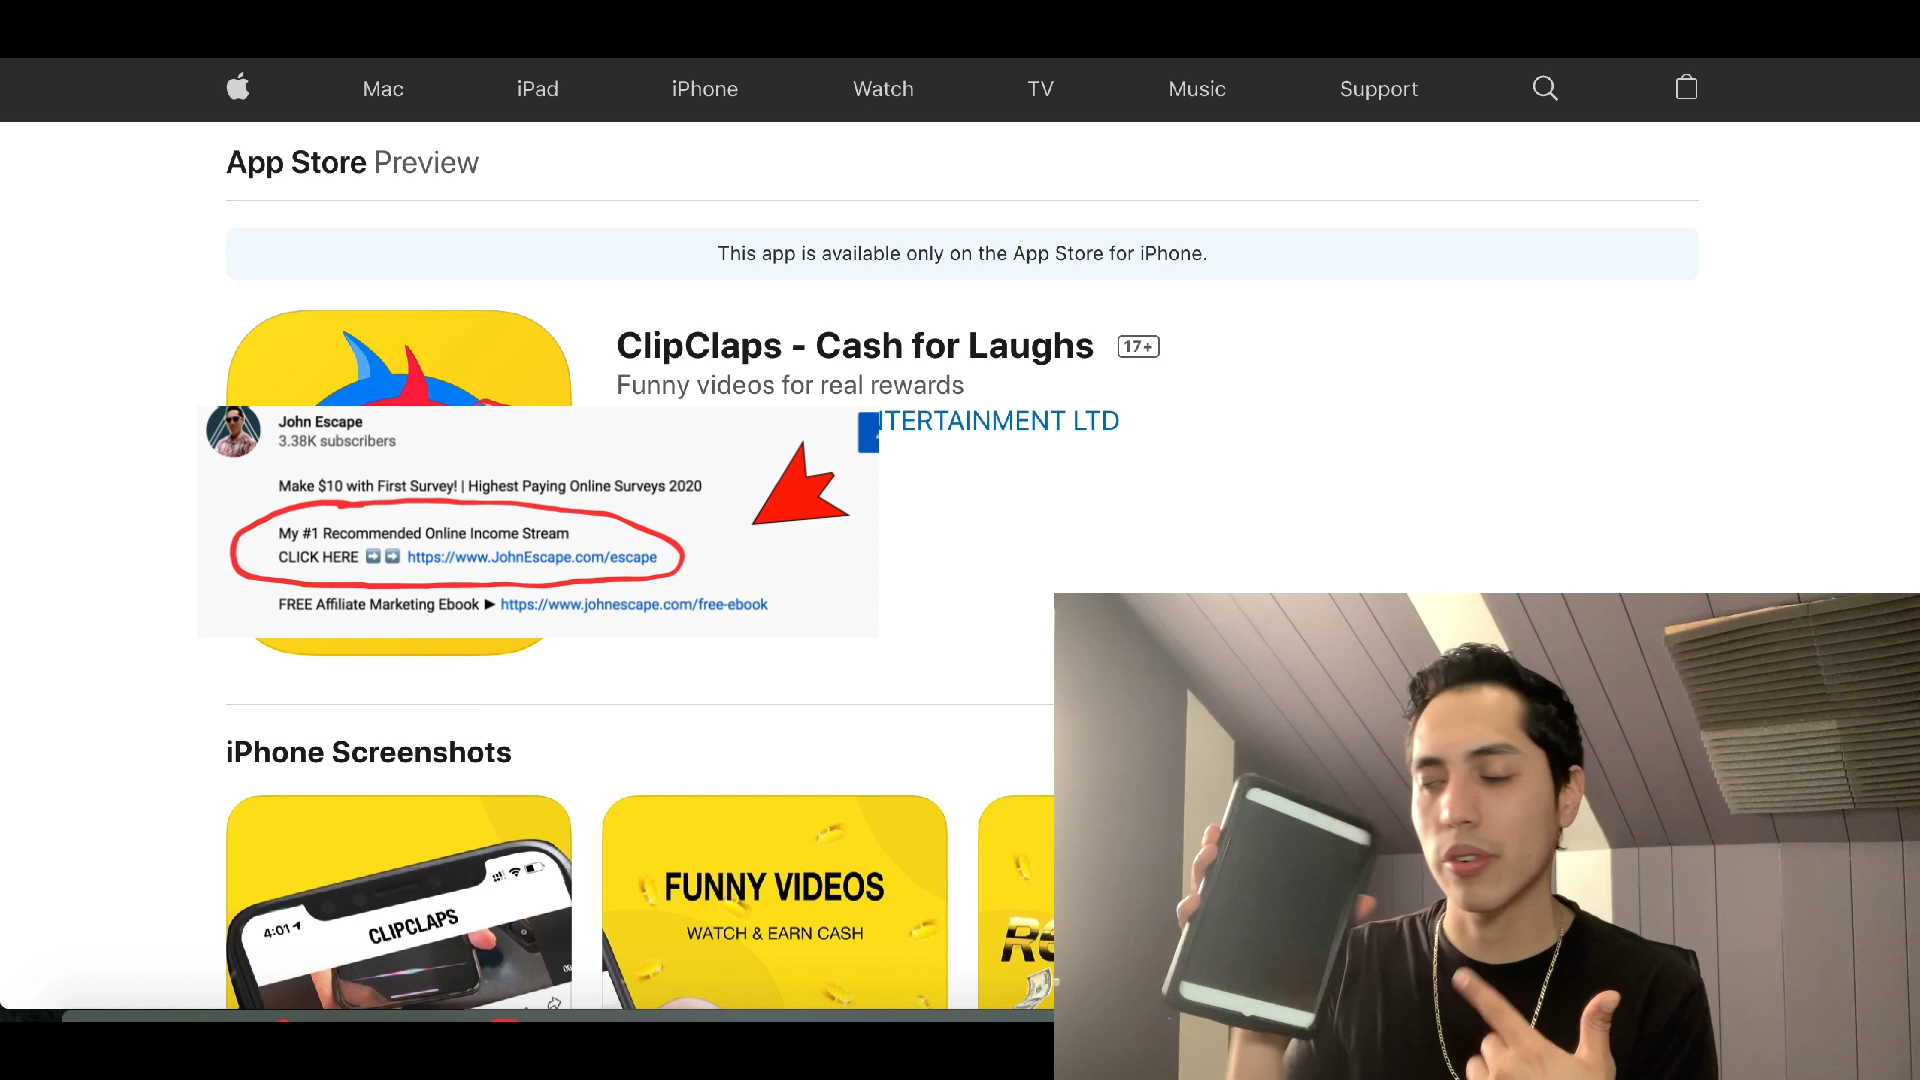 Mac iPad iPhone Watch TV Music Support
App Store Preview
This app is available only on the App Store for iPhone.
ClipClaps - Cash for Laughs 17+
Funny videos for real rewards
TERTAINMENT LTD
John Escape
3.38K subscribers
Make $10 with First Survey! | Highest Paying Online Surveys 2020
My #1 Recommended Online Income Stream
CLICK HERE ➡️➡️ https://www.JohnEscape.com/escape
FREE Affiliate Marketing Ebook ► https://www.johnescape.com/free-ebook
iPhone Screenshots
4:01
CLIPCLAPS
FUNNY VIDEOS
WATCH & EARN CASH